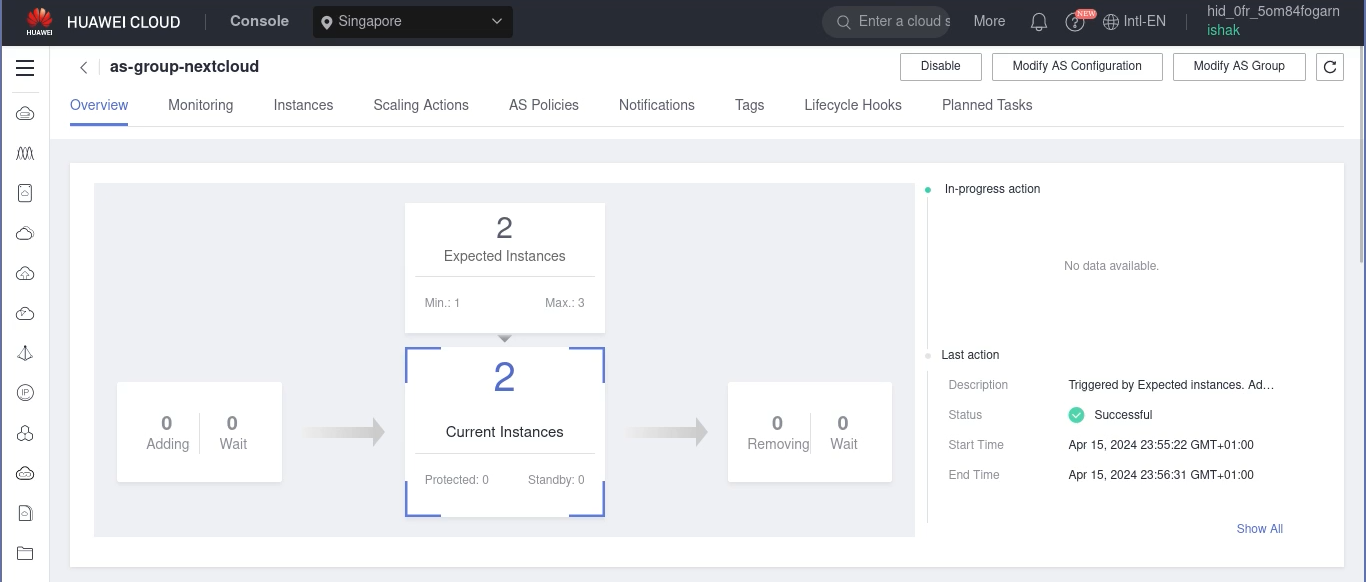 HUAWEI
HUAWEI CLOUD
Console
Singapore
Enter a cloud s
More
NEW
Intl-EN
hid_0fr_5om84fogarn
ishak
as-group-nextcloud
Disable
Modify AS Configuration
Modify AS Group
Overview
Monitoring
Instances
Scaling Actions
AS Policies
Notifications
Tags
Lifecycle Hooks
Planned Tasks
2
Expected Instances
Min.: 1
Max.: 3
0
Adding
0
Wait
2
Current Instances
Protected: 0
Standby: 0
0
Removing
0
Wait
In-progress action
No data available.
Last action
Description Triggered by Expected instances. Ad…
Status Successful
Start Time Apr 15, 2024 23:55:22 GMT+01:00
End Time Apr 15, 2024 23:56:31 GMT+01:00
Show All
IP